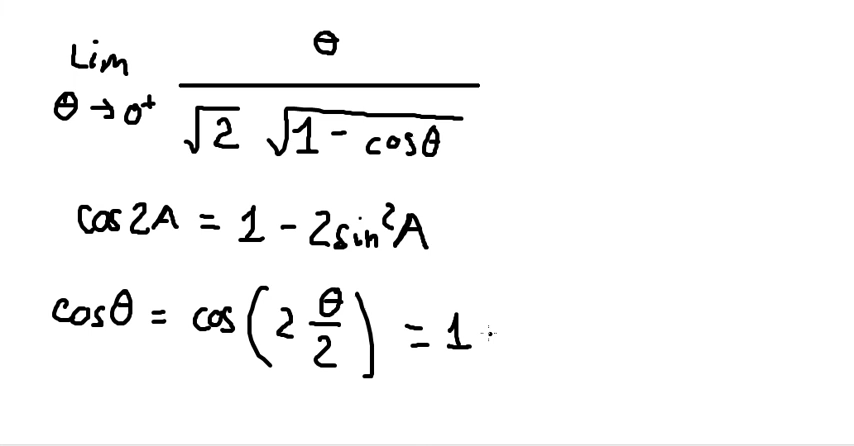 Lim θ
θ → 0⁺ √2 √1 - cosθ
cos2A = 1 - 2sin²A
cosθ = cos(2 θ/2) = 1